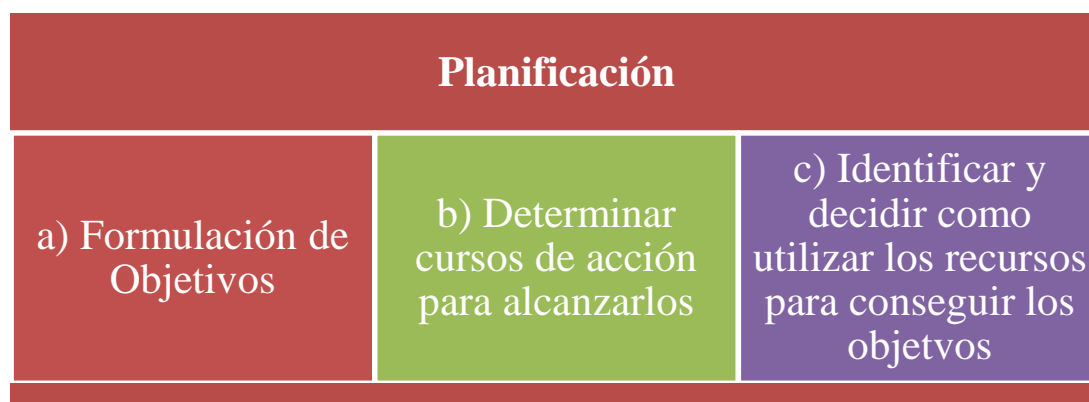 Planificación
a) Formulación de
Objetivos
b) Determinar
cursos de acción
para alcanzarlos
c) Identificar y
decidir como
utilizar los recursos
para conseguir los
objetvos